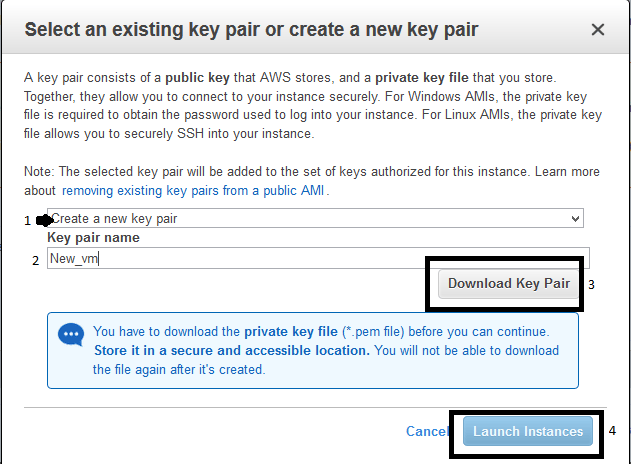 Select an existing key pair or create a new key pair ×
A key pair consists of a public key that AWS stores, and a private key file that you store.
Together, they allow you to connect to your instance securely. For Windows AMIs, the private key
file is required to obtain the password used to log into your instance. For Linux AMIs, the private key
file allows you to securely SSH into your instance.
Note: The selected key pair will be added to the set of keys authorized for this instance. Learn more
about removing existing key pairs from a public AMI.
1 Create a new key pair
Key pair name
2 New_vm
Download Key Pair 3
You have to download the private key file (*.pem file) before you can continue.
Store it in a secure and accessible location. You will not be able to download
the file again after it's created.
Cancel Launch Instances 4